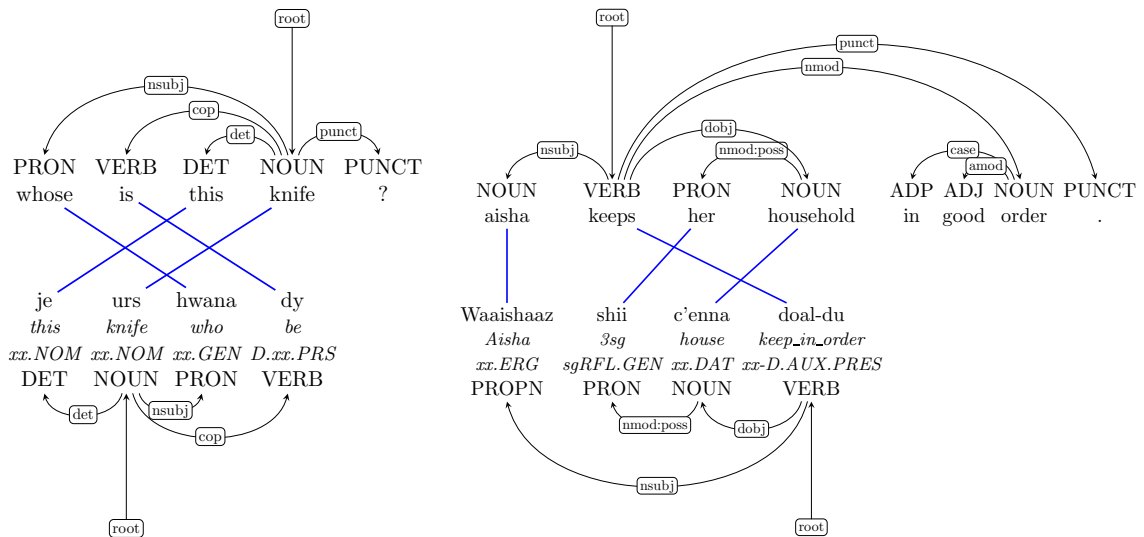 root
nsubj
cop
det
punct
PRON VERB DET NOUN PUNCT
whose is this knife ?
je urs hwana dy
this knife who be
xx.NOM xx.NOM xx.GEN D.xx.PRS
DET NOUN PRON VERB
det
nsubj
cop
root
root
punct
nmod
dobj
nsubj
nmod:poss
case
amod
NOUN VERB PRON NOUN ADP ADJ NOUN PUNCT
aisha keeps her household in good order .
Waaishaaz shii c'enna doal-du
Aisha 3sg house keep_in_order
xx.ERG sgRFL.GEN xx.DAT xx-D.AUX.PRES
PROPN PRON NOUN VERB
nmod:poss
dobj
nsubj
root